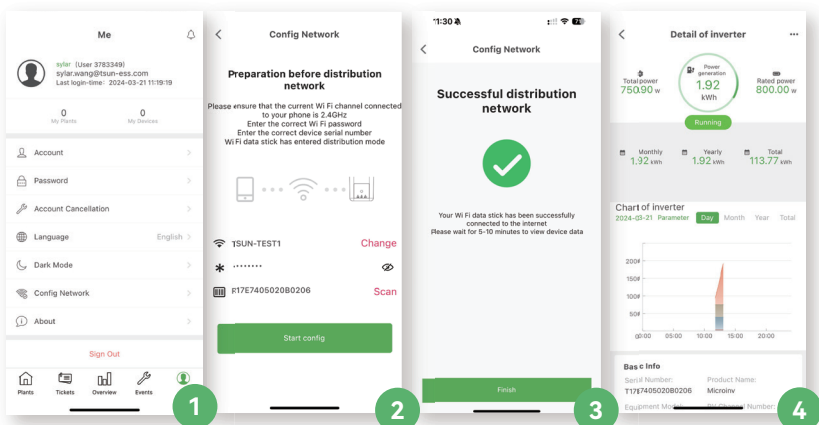 Me
sylar (User 3783349)
sylar.wang@tsun-ess.com
Last login-time: 2024-03-21 11:19:19
0 0
My Plants My Devices
Account
Password
Account Cancellation
Language English
Dark Mode
Config Network
About
Sign Out
Plants Tickets Overview Events
1
Config Network
Preparation before distribution
network
Please ensure that the current Wi Fi channel connected
to your phone is 2.4GHz
Enter the correct Wi Fi password
Enter the correct device serial number
Wi Fi data stick has entered distribution mode
TSUN-TEST1 Change
········
R17E7405020B0206 Scan
Start config
2
11:30
Config Network
Successful distribution
network
Your Wi Fi data stick has been successfully
connected to the internet
Please wait for 5-10 minutes to view device data
Finish
3
Detail of inverter
Total power
750.90 w
Power
generation
1.92
kWh
Rated power
800.00 w
Running
Monthly Yearly Total
1.92 kWh 1.92 kWh 113.77 kWh
Chart of inverter
2024-03-21 Parameter Day Month Year Total
200#
150#
100#
50#
00:00 05:00 10:00 15:00 20:00
Basic Info
Serial Number: Product Name:
T17E7405020B0206 Microinv
Equipment Model: Channel Number:
4